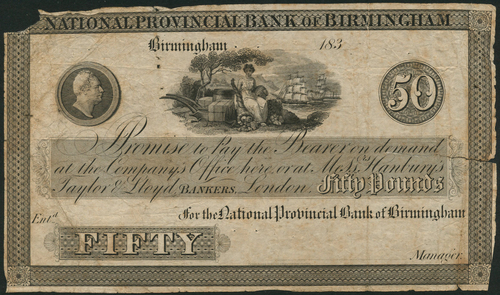 NATIONAL PROVINCIAL BANK OF BIRMINGHAM
Birmingham 183
50
I Promise to Pay the Bearer on demand
at the Company's Office here, or at Mess.rs Hanburys
Taylor & Lloyd BANKERS, London. Fifty Pounds
Ent.d For the National Provincial Bank of Birmingham
FIFTY
Manager.